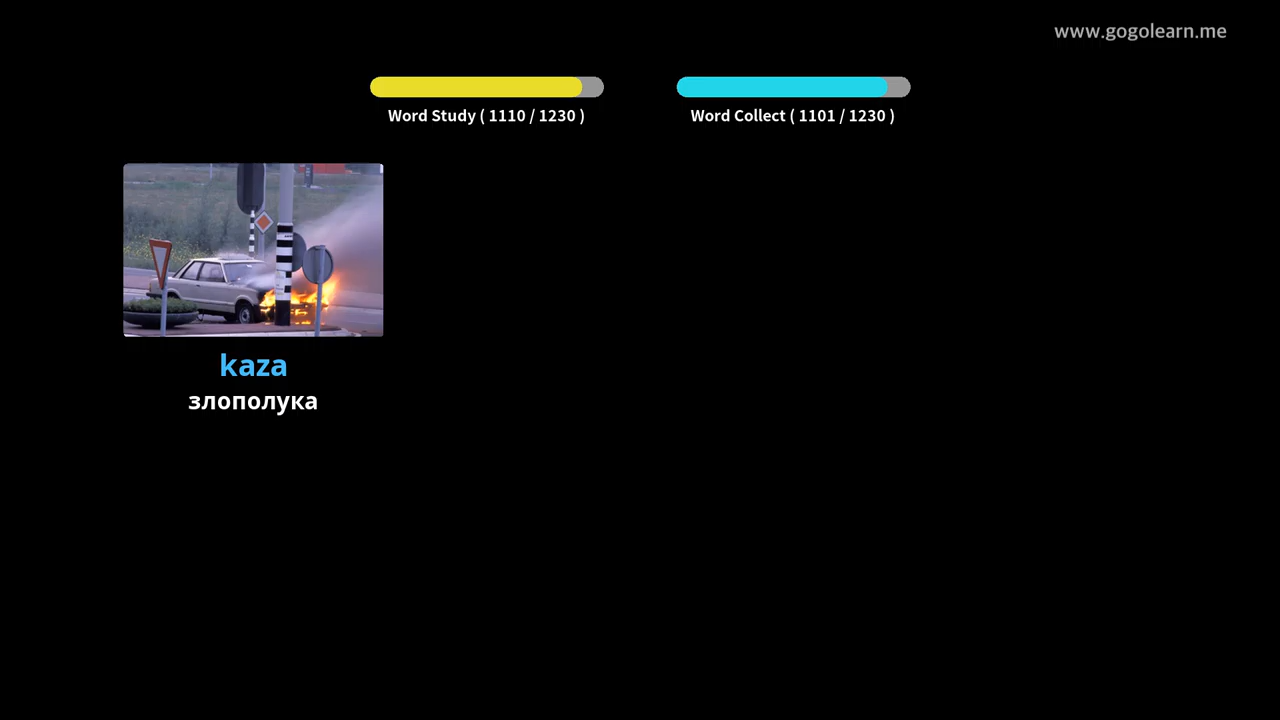 www.gogolearn.me
Word Study ( 1110 / 1230 )
Word Collect ( 1101 / 1230 )
kaza
злополука